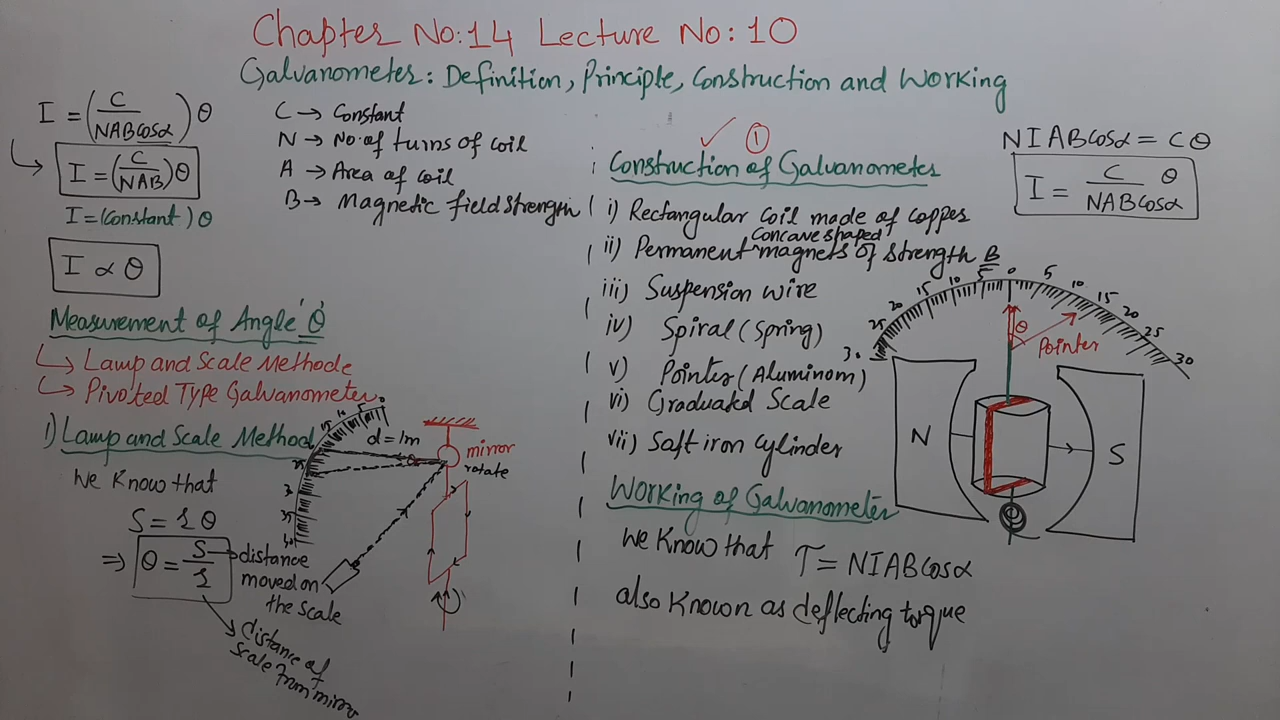 Chapter No:14 Lecture No:10
Galvanometer: Definition, Principle, Construction and Working
I = (C/NABCosα) θ
I = (C/NAB) θ
I = (Constant) θ
I ∝ θ
C → Constant
N → No. of turns of coil
A → Area of coil
B → Magnetic field strength
Measurement of Angle 'θ'
Lamp and Scale Methode
Pivoted Type Galvanometer
1) Lamp and Scale Method
We Know that
S = rθ
⇒ θ = S/r
distance
moved on
the scale
distance of
scale from mirror
d=1m
mirror
rotate
✓ ①
Construction of Galvanometer
i) Rectangular coil made of copper
concave shaped
ii) Permanent magnets of strength B
iii) Suspension wire
iv) Spiral (Spring)
v) Pointer (Aluminom)
vi) Graduated Scale
vii) Soft iron cylinder
Working of Galvanometer
We Know that τ = NIABCosα
also Known as deflecting torque
NIABCosα = Cθ
I = C/NABCosα θ
30 25 20 15 10 5 0 5 10 15 20 25 30
θ
Pointer
N
S